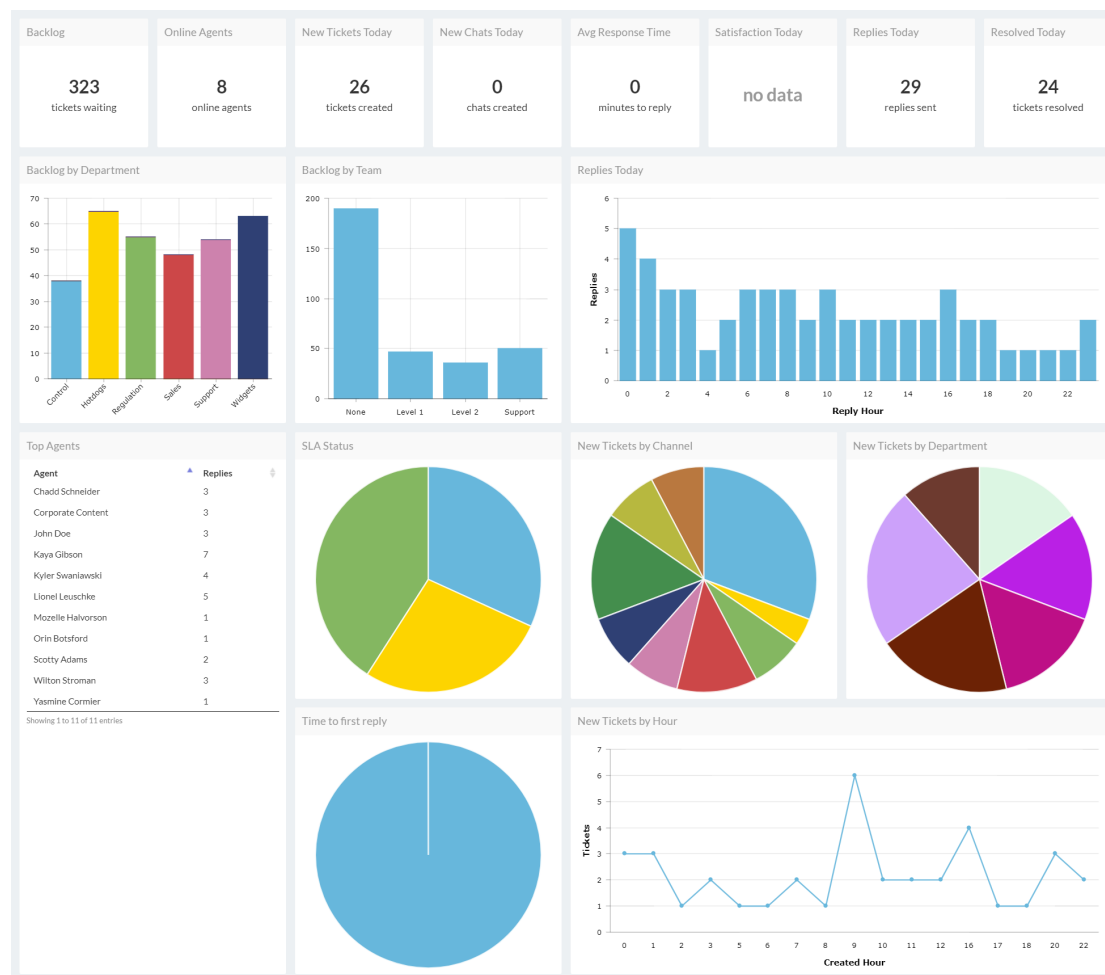 Backlog
323
tickets waiting
Online Agents
8
online agents
New Tickets Today
26
tickets created
New Chats Today
0
chats created
Avg Response Time
0
minutes to reply
Satisfaction Today
no data
Replies Today
29
replies sent
Resolved Today
24
tickets resolved
Backlog by Department
70
60
50
40
30
20
10
0
Control
Hotdogs
Regulation
Sales
Support
Widgets
Backlog by Team
200
150
100
50
0
None Level 1 Level 2 Support
Replies Today
Replies
6
5
4
3
2
1
0
0 2 4 6 8 10 12 14 16 18 20 22
Reply Hour
Top Agents
Agent Replies
Chadd Schneider 3
Corporate Content 3
John Doe 3
Kaya Gibson 7
Kyler Swaniawski 4
Lionel Leuschke 5
Mozelle Halvorson 1
Orin Botsford 1
Scotty Adams 2
Wilton Stroman 3
Yasmine Cormier 1
Showing 1 to 11 of 11 entries
SLA Status
New Tickets by Channel
New Tickets by Department
Time to first reply
New Tickets by Hour
Tickets
7
6
5
4
3
2
1
0
0 1 2 3 5 6 7 8 9 10 11 12 16 17 18 20 22
Created Hour